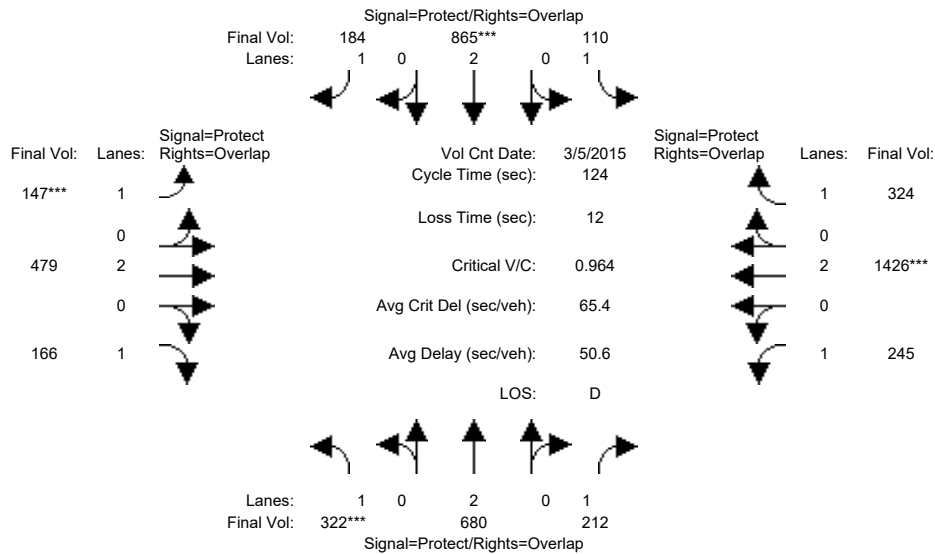 Signal=Protect/Rights=Overlap
Final Vol: 184 865*** 110
Lanes: 1 0 2 0 1
Signal=Protect
Final Vol: Lanes: Rights=Overlap
Vol Cnt Date: 3/5/2015
Signal=Protect
Rights=Overlap Lanes: Final Vol:
Cycle Time (sec): 124
147*** 1
1 324
Loss Time (sec): 12
0
0
479 2
Critical V/C: 0.964
2 1426***
0
Avg Crit Del (sec/veh): 65.4
0
166 1
Avg Delay (sec/veh): 50.6
1 245
LOS: D
Lanes: 1 0 2 0 1
Final Vol: 322*** 680 212
Signal=Protect/Rights=Overlap